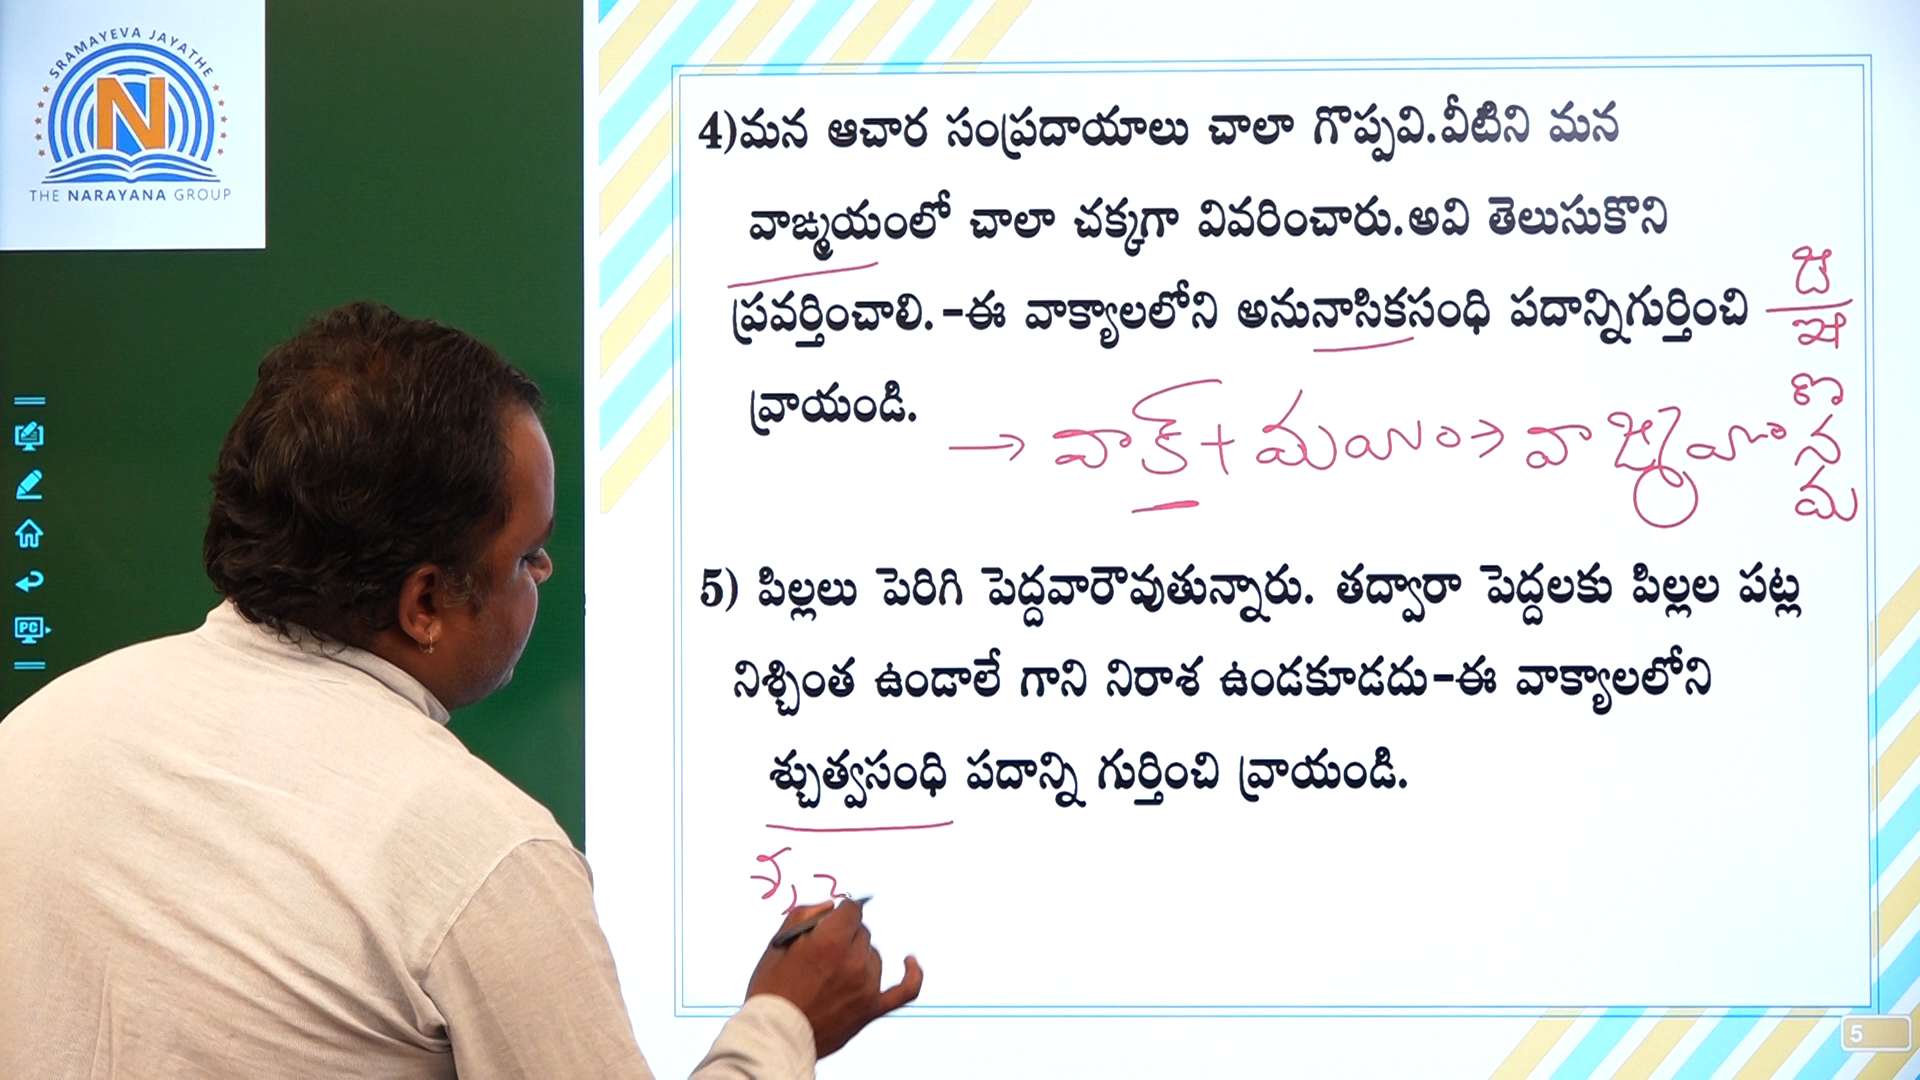 SRAMAYEVA JAYATHE
N
THE NARAYANA GROUP
4)మన ఆచార సంప్రదాయాలు చాలా గొప్పవి.వీటిని మన
వాఙ్మయంలో చాలా చక్కగా వివరించారు.అవి తెలుసుకొని
ప్రవర్తించాలి.-ఈ వాక్యాలలోని అనునాసికసంధి పదాన్నిగుర్తించి
వ్రాయండి.
→ వాక్ + మయం → వాఙ్మయం
ఙ
ఞ
ణ
న
మ
5) పిల్లలు పెరిగి పెద్దవారౌవుతున్నారు. తద్వారా పెద్దలకు పిల్లల పట్ల
నిశ్చింత ఉండాలే గాని నిరాశ ఉండకూడదు-ఈ వాక్యాలలోని
శ్చుత్వసంధి పదాన్ని గుర్తించి వ్రాయండి.
PC
5